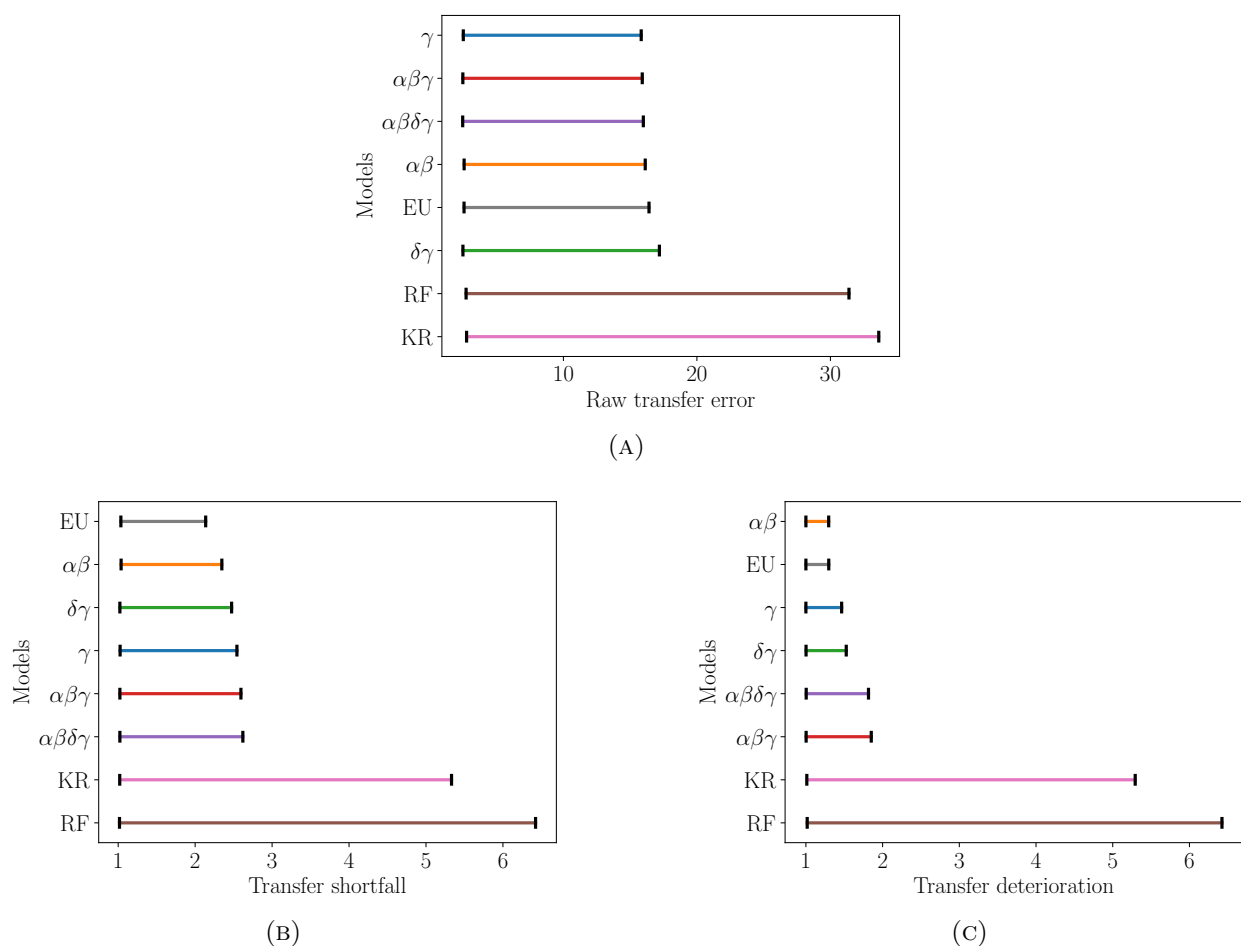 γ
αβγ
αβδγ
αβ
EU
δγ
RF
KR
Models
10 20 30
Raw transfer error
(A)
EU
αβ
δγ
γ
αβγ
αβδγ
KR
RF
Models
1 2 3 4 5 6
Transfer shortfall
(B)
αβ
EU
γ
δγ
αβδγ
αβγ
KR
RF
Models
1 2 3 4 5 6
Transfer deterioration
(C)